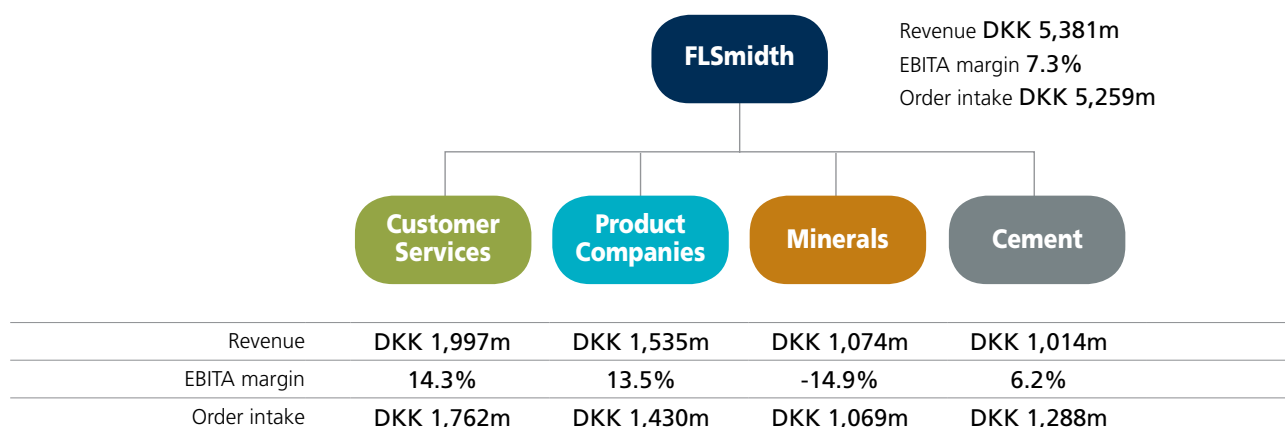 FLSmidth
Revenue DKK 5,381m
EBITA margin 7.3%
Order intake DKK 5,259m
Customer
Services
Product
Companies
Minerals
Cement
Revenue DKK 1,997m DKK 1,535m DKK 1,074m DKK 1,014m
EBITA margin 14.3% 13.5% -14.9% 6.2%
Order intake DKK 1,762m DKK 1,430m DKK 1,069m DKK 1,288m